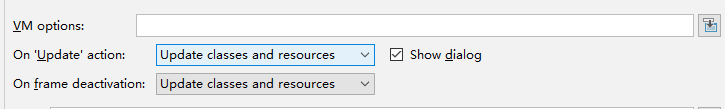 VM options:
On 'Update' action: Update classes and resources Show dialog
On frame deactivation: Update classes and resources